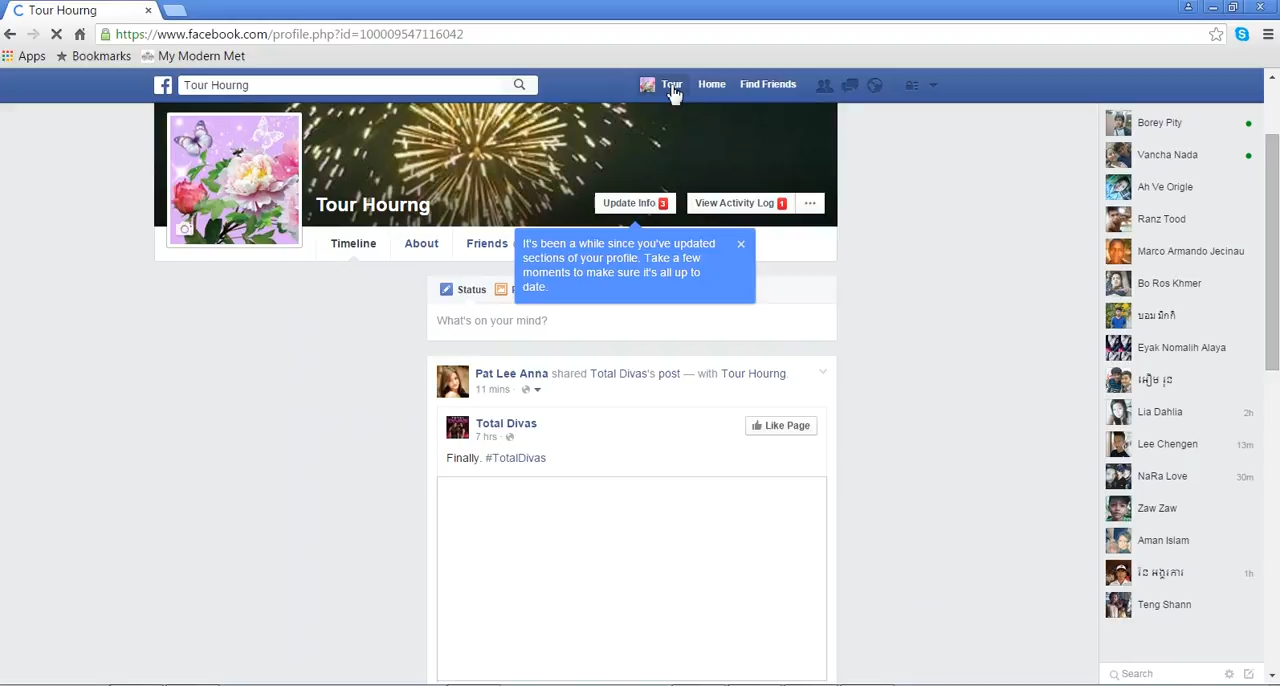 Tour Hourng
https://www.facebook.com/profile.php?id=100009547116042
Apps
Bookmarks
My Modern Met
Tour Hourng
Tour
Home
Find Friends
Tour Hourng
Update Info 3
View Activity Log 1
Timeline
About
Friends
It's been a while since you've updated
sections of your profile. Take a few
moments to make sure it's all up to
date.
Status
What's on your mind?
Pat Lee Anna shared Total Divas's post — with Tour Hourng.
11 mins ·
Total Divas
7 hrs ·
Like Page
Finally. #TotalDivas
Borey Pity
Vancha Nada
Ah Ve Origle
Ranz Tood
Marco Armando Jecinau
Bo Ros Khmer
Eyak Nomalih Alaya
Lia Dahlia 2h
Lee Chengen 13m
NaRa Love 30m
Zaw Zaw
Aman Islam
1h
Teng Shann
Search